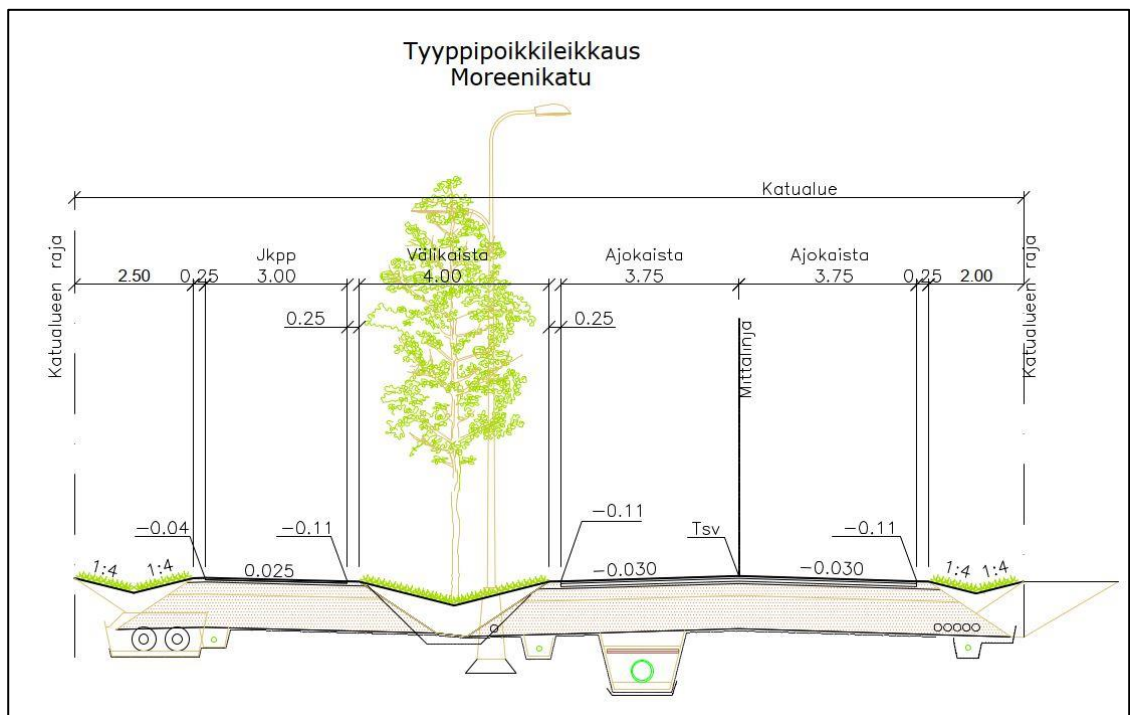 Tyyppipoikkileikkaus
Moreenikatu
Katualue
Katualueen raja
Jkpp
Välikaista
Ajokaista
Ajokaista
2.50
0.25
3.00
4.00
3.75
3.75
0.25
2.00
Katualueen raja
0.25
0.25
Mittalinja
-0.04
-0.11
-0.11
Tsv
-0.11
1:4
1:4
0.025
-0.030
-0.030
1:4
1:4